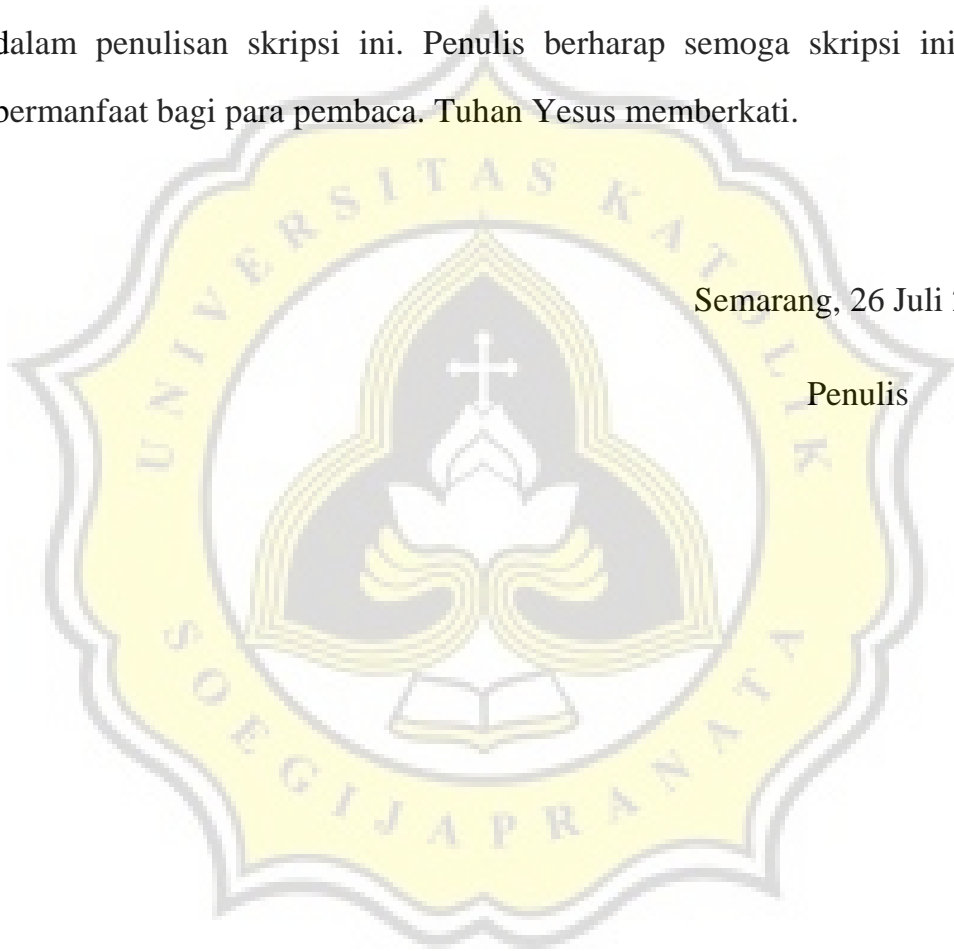 dalam penulisan skripsi ini. Penulis berharap semoga skripsi ini
bermanfaat bagi para pembaca. Tuhan Yesus memberkati.
UNIVERSITAS KATOLIK
Semarang, 26 Juli
Penulis
SOEGIJAPRANATA